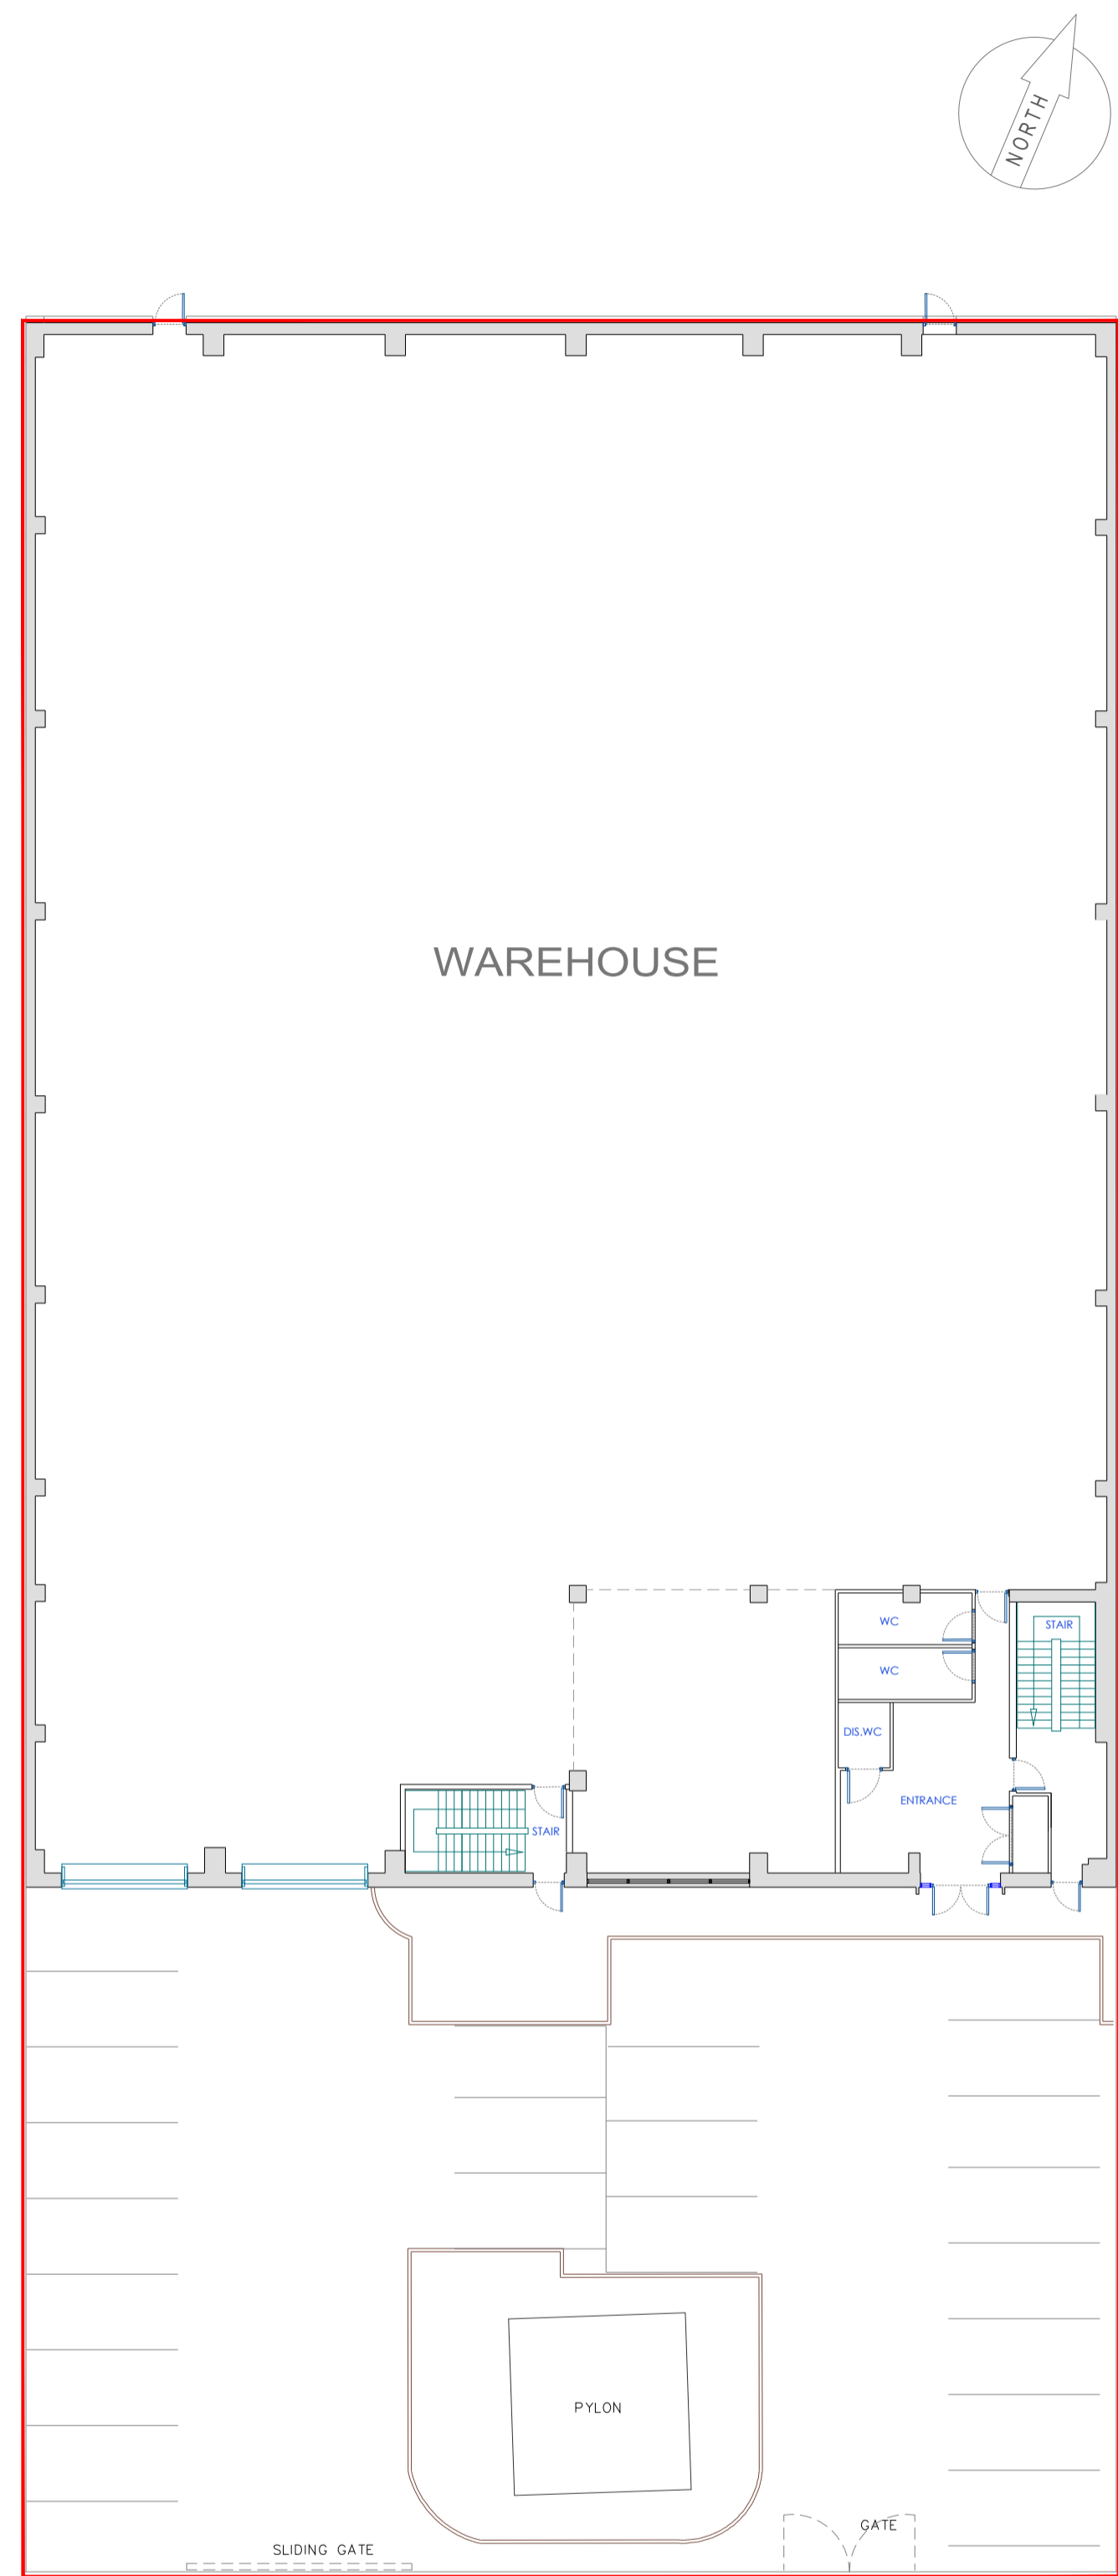 NORTH
WAREHOUSE
WC
STAIR
WC
DIS.WC
ENTRANCE
STAIR
PYLON
GATE
SLIDING GATE